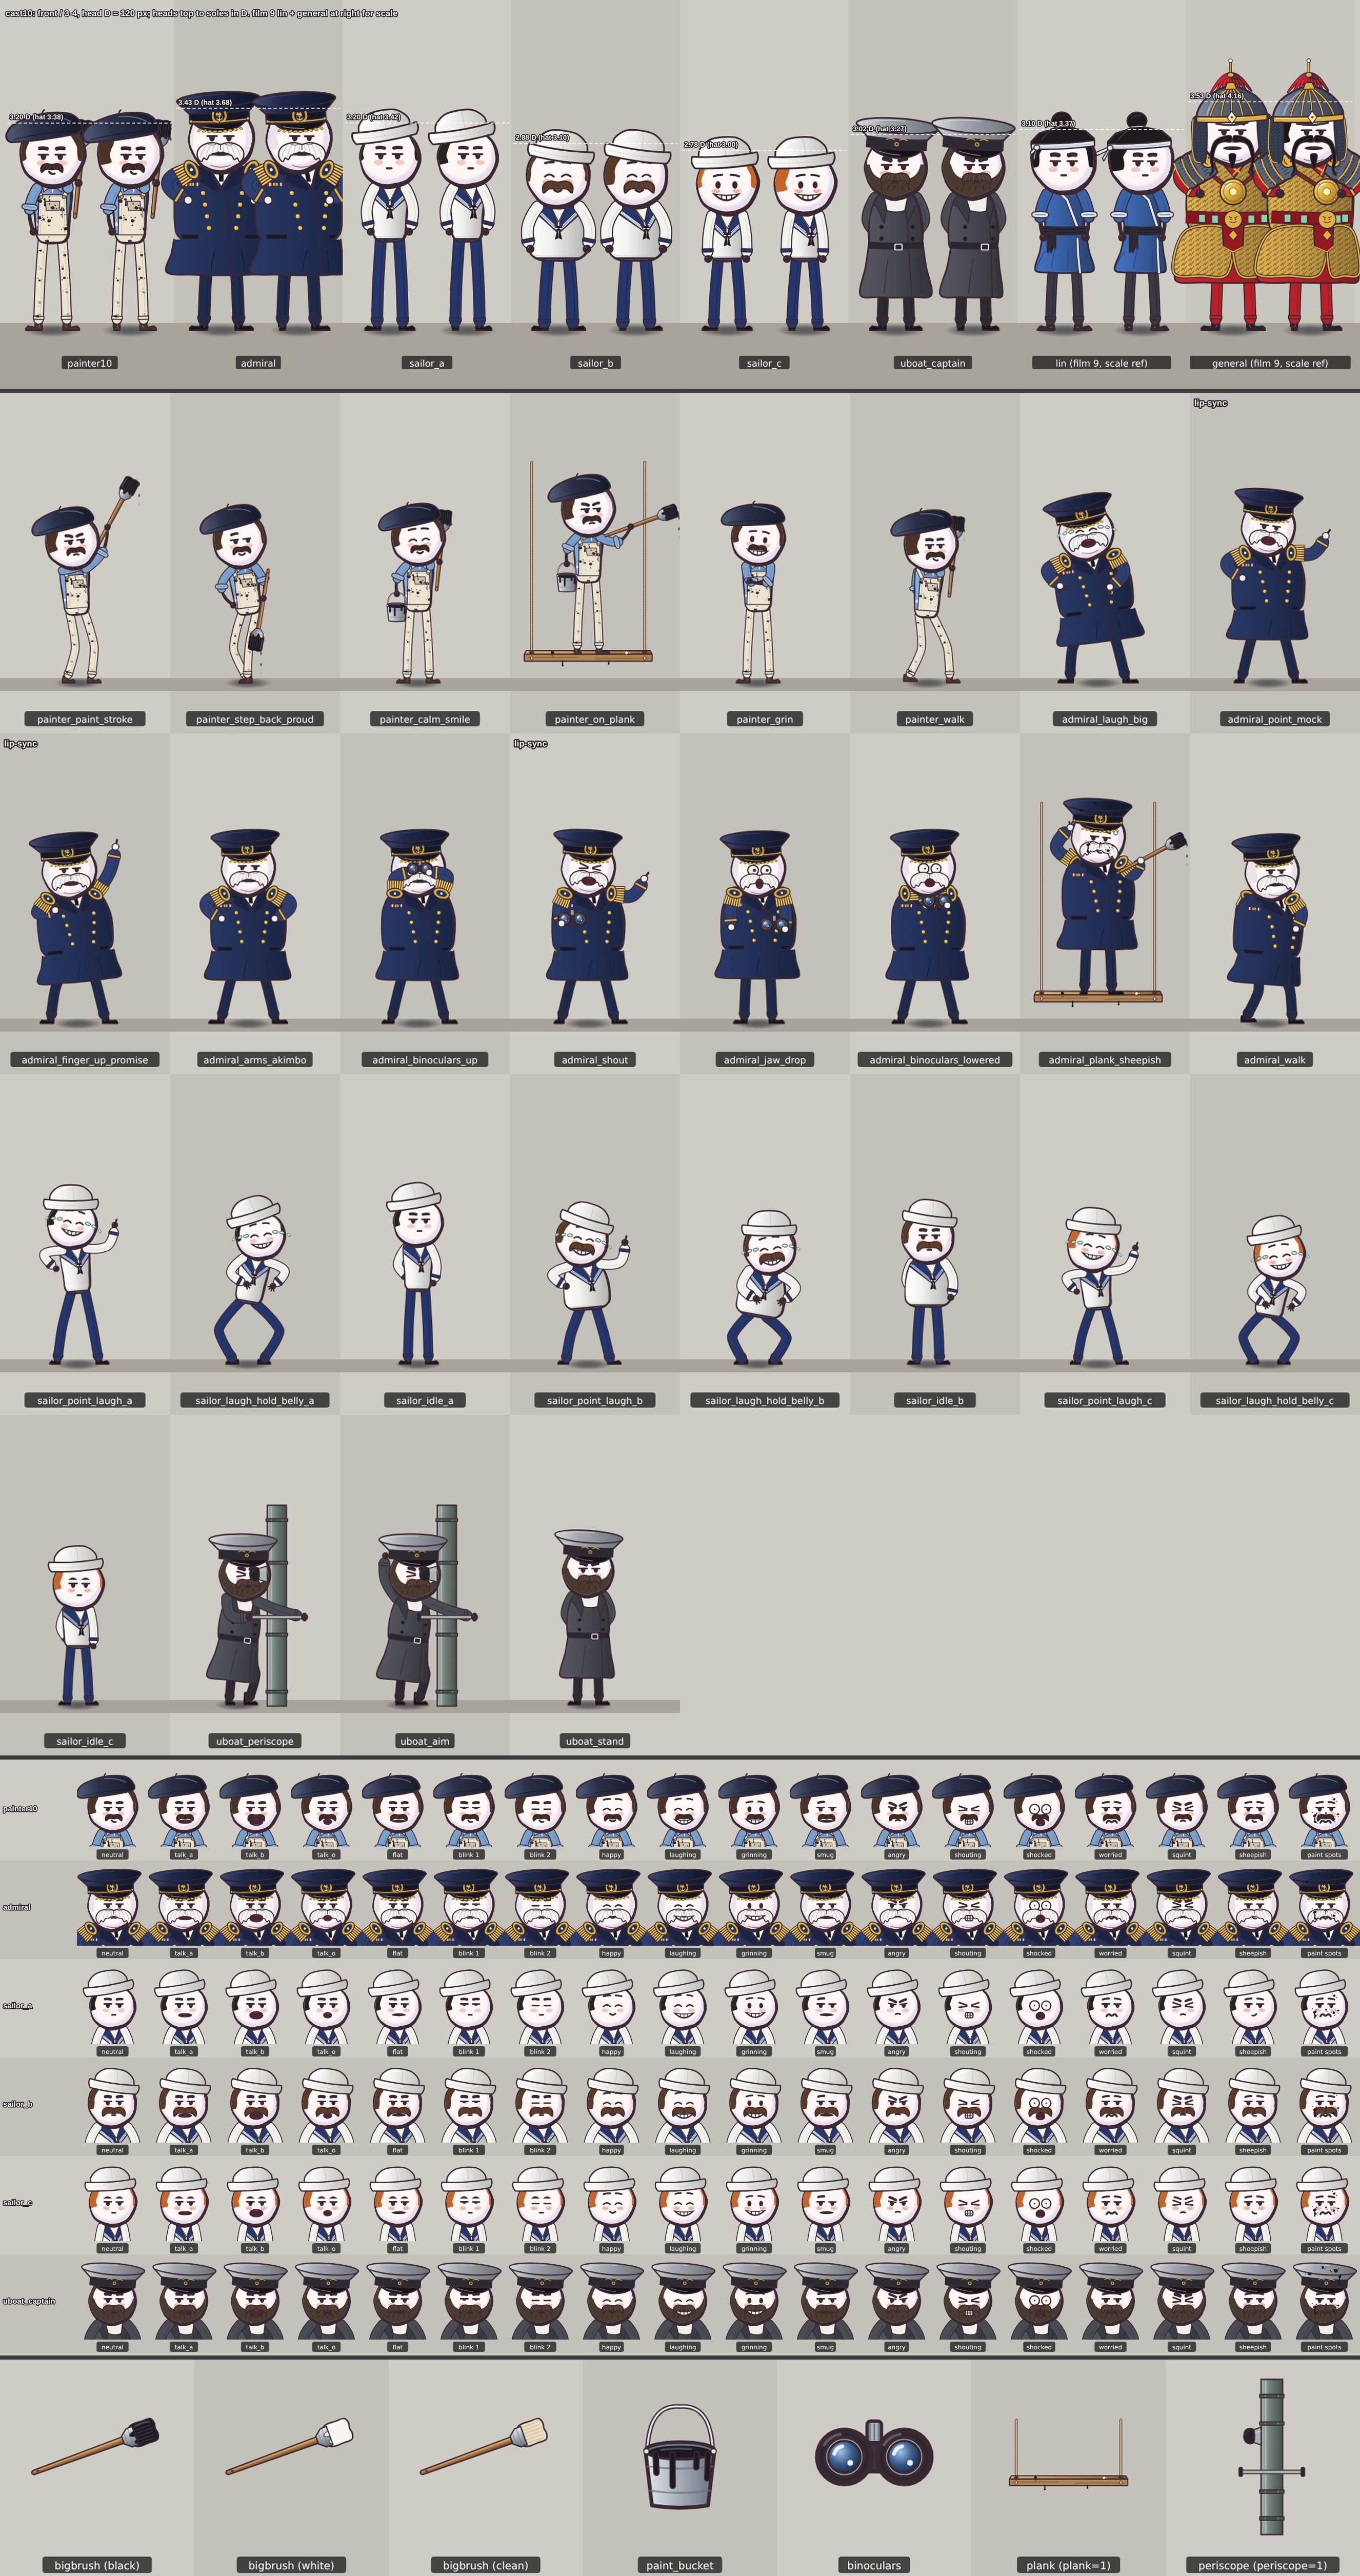 cast10: front / 3-4, head D = 120 px; heads top to soles in D. film 9 lin + general at right for scale
3.20 D (hat 3.38)
3.43 D (hat 3.68)
3.20 D (hat 3.42)
2.98 D (hat 3.10)
2.78 D (hat 3.00)
3.02 D (hat 3.27)
3.10 D (hat 3.37)
3.53 D (hat 4.16)
painter10
admiral
sailor_a
sailor_b
sailor_c
uboat_captain
lin (film 9, scale ref)
general (film 9, scale ref)
lip-sync
painter_paint_stroke
painter_step_back_proud
painter_calm_smile
painter_on_plank
painter_grin
painter_walk
admiral_laugh_big
admiral_point_mock
lip-sync
lip-sync
admiral_finger_up_promise
admiral_arms_akimbo
admiral_binoculars_up
admiral_shout
admiral_jaw_drop
admiral_binoculars_lowered
admiral_plank_sheepish
admiral_walk
sailor_point_laugh_a
sailor_laugh_hold_belly_a
sailor_idle_a
sailor_point_laugh_b
sailor_laugh_hold_belly_b
sailor_idle_b
sailor_point_laugh_c
sailor_laugh_hold_belly_c
sailor_idle_c
uboat_periscope
uboat_aim
uboat_stand
painter10
neutral talk_a talk_b talk_o flat blink 1 blink 2 happy laughing grinning smug angry shouting shocked worried squint sheepish paint spots
admiral
neutral talk_a talk_b talk_o flat blink 1 blink 2 happy laughing grinning smug angry shouting shocked worried squint sheepish paint spots
sailor_a
neutral talk_a talk_b talk_o flat blink 1 blink 2 happy laughing grinning smug angry shouting shocked worried squint sheepish paint spots
sailor_b
neutral talk_a talk_b talk_o flat blink 1 blink 2 happy laughing grinning smug angry shouting shocked worried squint sheepish paint spots
sailor_c
neutral talk_a talk_b talk_o flat blink 1 blink 2 happy laughing grinning smug angry shouting shocked worried squint sheepish paint spots
uboat_captain
neutral talk_a talk_b talk_o flat blink 1 blink 2 happy laughing grinning smug angry shouting shocked worried squint sheepish paint spots
bigbrush (black)
bigbrush (white)
bigbrush (clean)
paint_bucket
binoculars
plank (plank=1)
periscope (periscope=1)